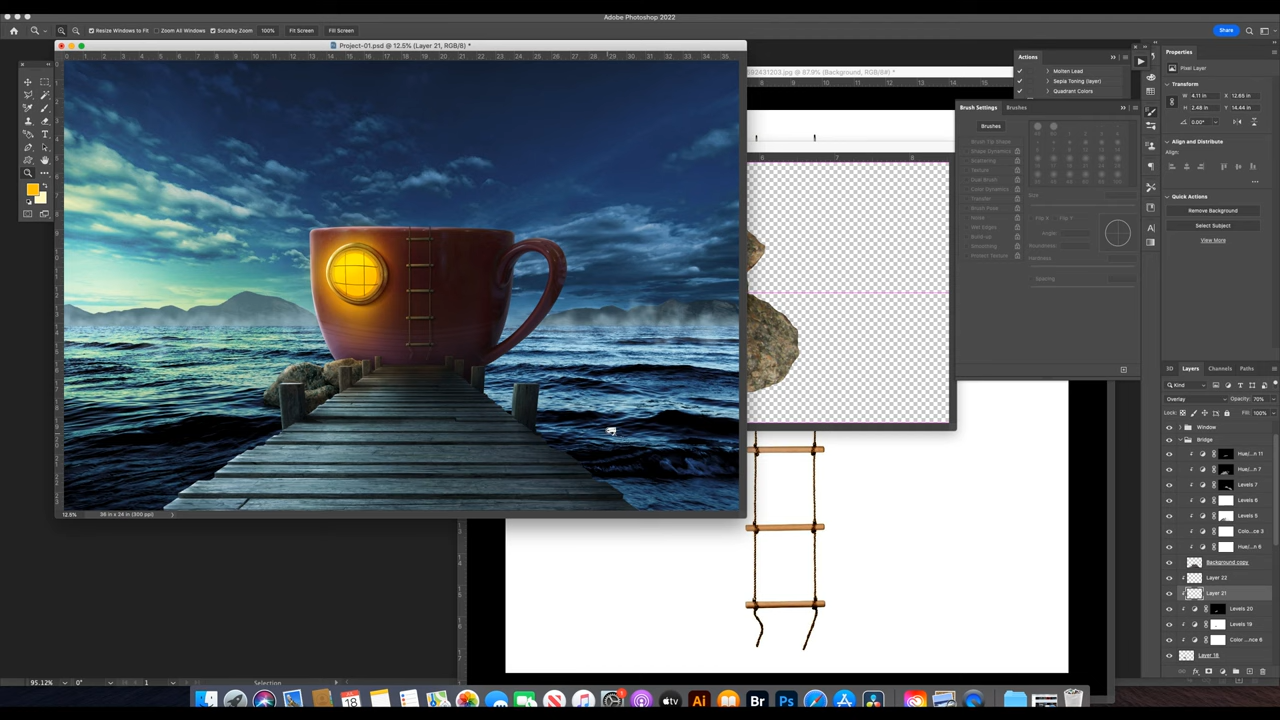 Adobe Photoshop 2022
Resize Windows to Fit Zoom All Windows Scrubby Zoom 100% Fit Screen Fill Screen
Share
Project-01.psd @ 12.5% (Layer 21, RGB/8) *
392431203.jpg @ 87.9% (Background, RGB/8#) *
Actions
Molten Lead
Sepia Toning (layer)
Quadrant Colors
Brush Settings Brushes
Brushes
Brush Tip Shape
Shape Dynamics
Scattering
Texture
Dual Brush
Color Dynamics
Transfer
Brush Pose
Noise
Wet Edges
Build-up
Smoothing
Protect Texture
Size
Flip X Flip Y
Angle:
Roundness:
Hardness
Spacing
Properties
Pixel Layer
Transform
W 4.11 in X 12.65 in
H 2.46 in Y 14.44 in
0.00°
Align and Distribute
Align:
Quick Actions
Remove Background
Select Subject
View More
3D Layers Channels Paths
Kind
Overlay Opacity: 70%
Lock: Fill: 100%
Window
Bridge
Hue/...n 11
Hue/...n 7
Levels 7
Levels 6
Levels 5
Colo...ce 3
Hue/...n 6
Background copy
Layer 22
Layer 21
Levels 20
Levels 19
Color ...nce 6
Layer 18
12.5% 36 in x 24 in (300 ppi)
95.12% 0° 1 Selection